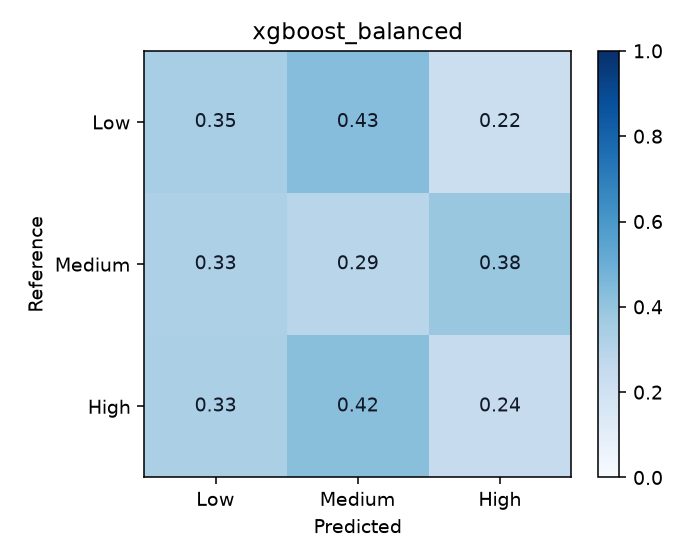 xgboost_balanced
1.0
Low 0.35 0.43 0.22
0.8
0.6
Reference
Medium 0.33 0.29 0.38
0.4
High 0.33 0.42 0.24
0.2
0.0
Low Medium High
Predicted